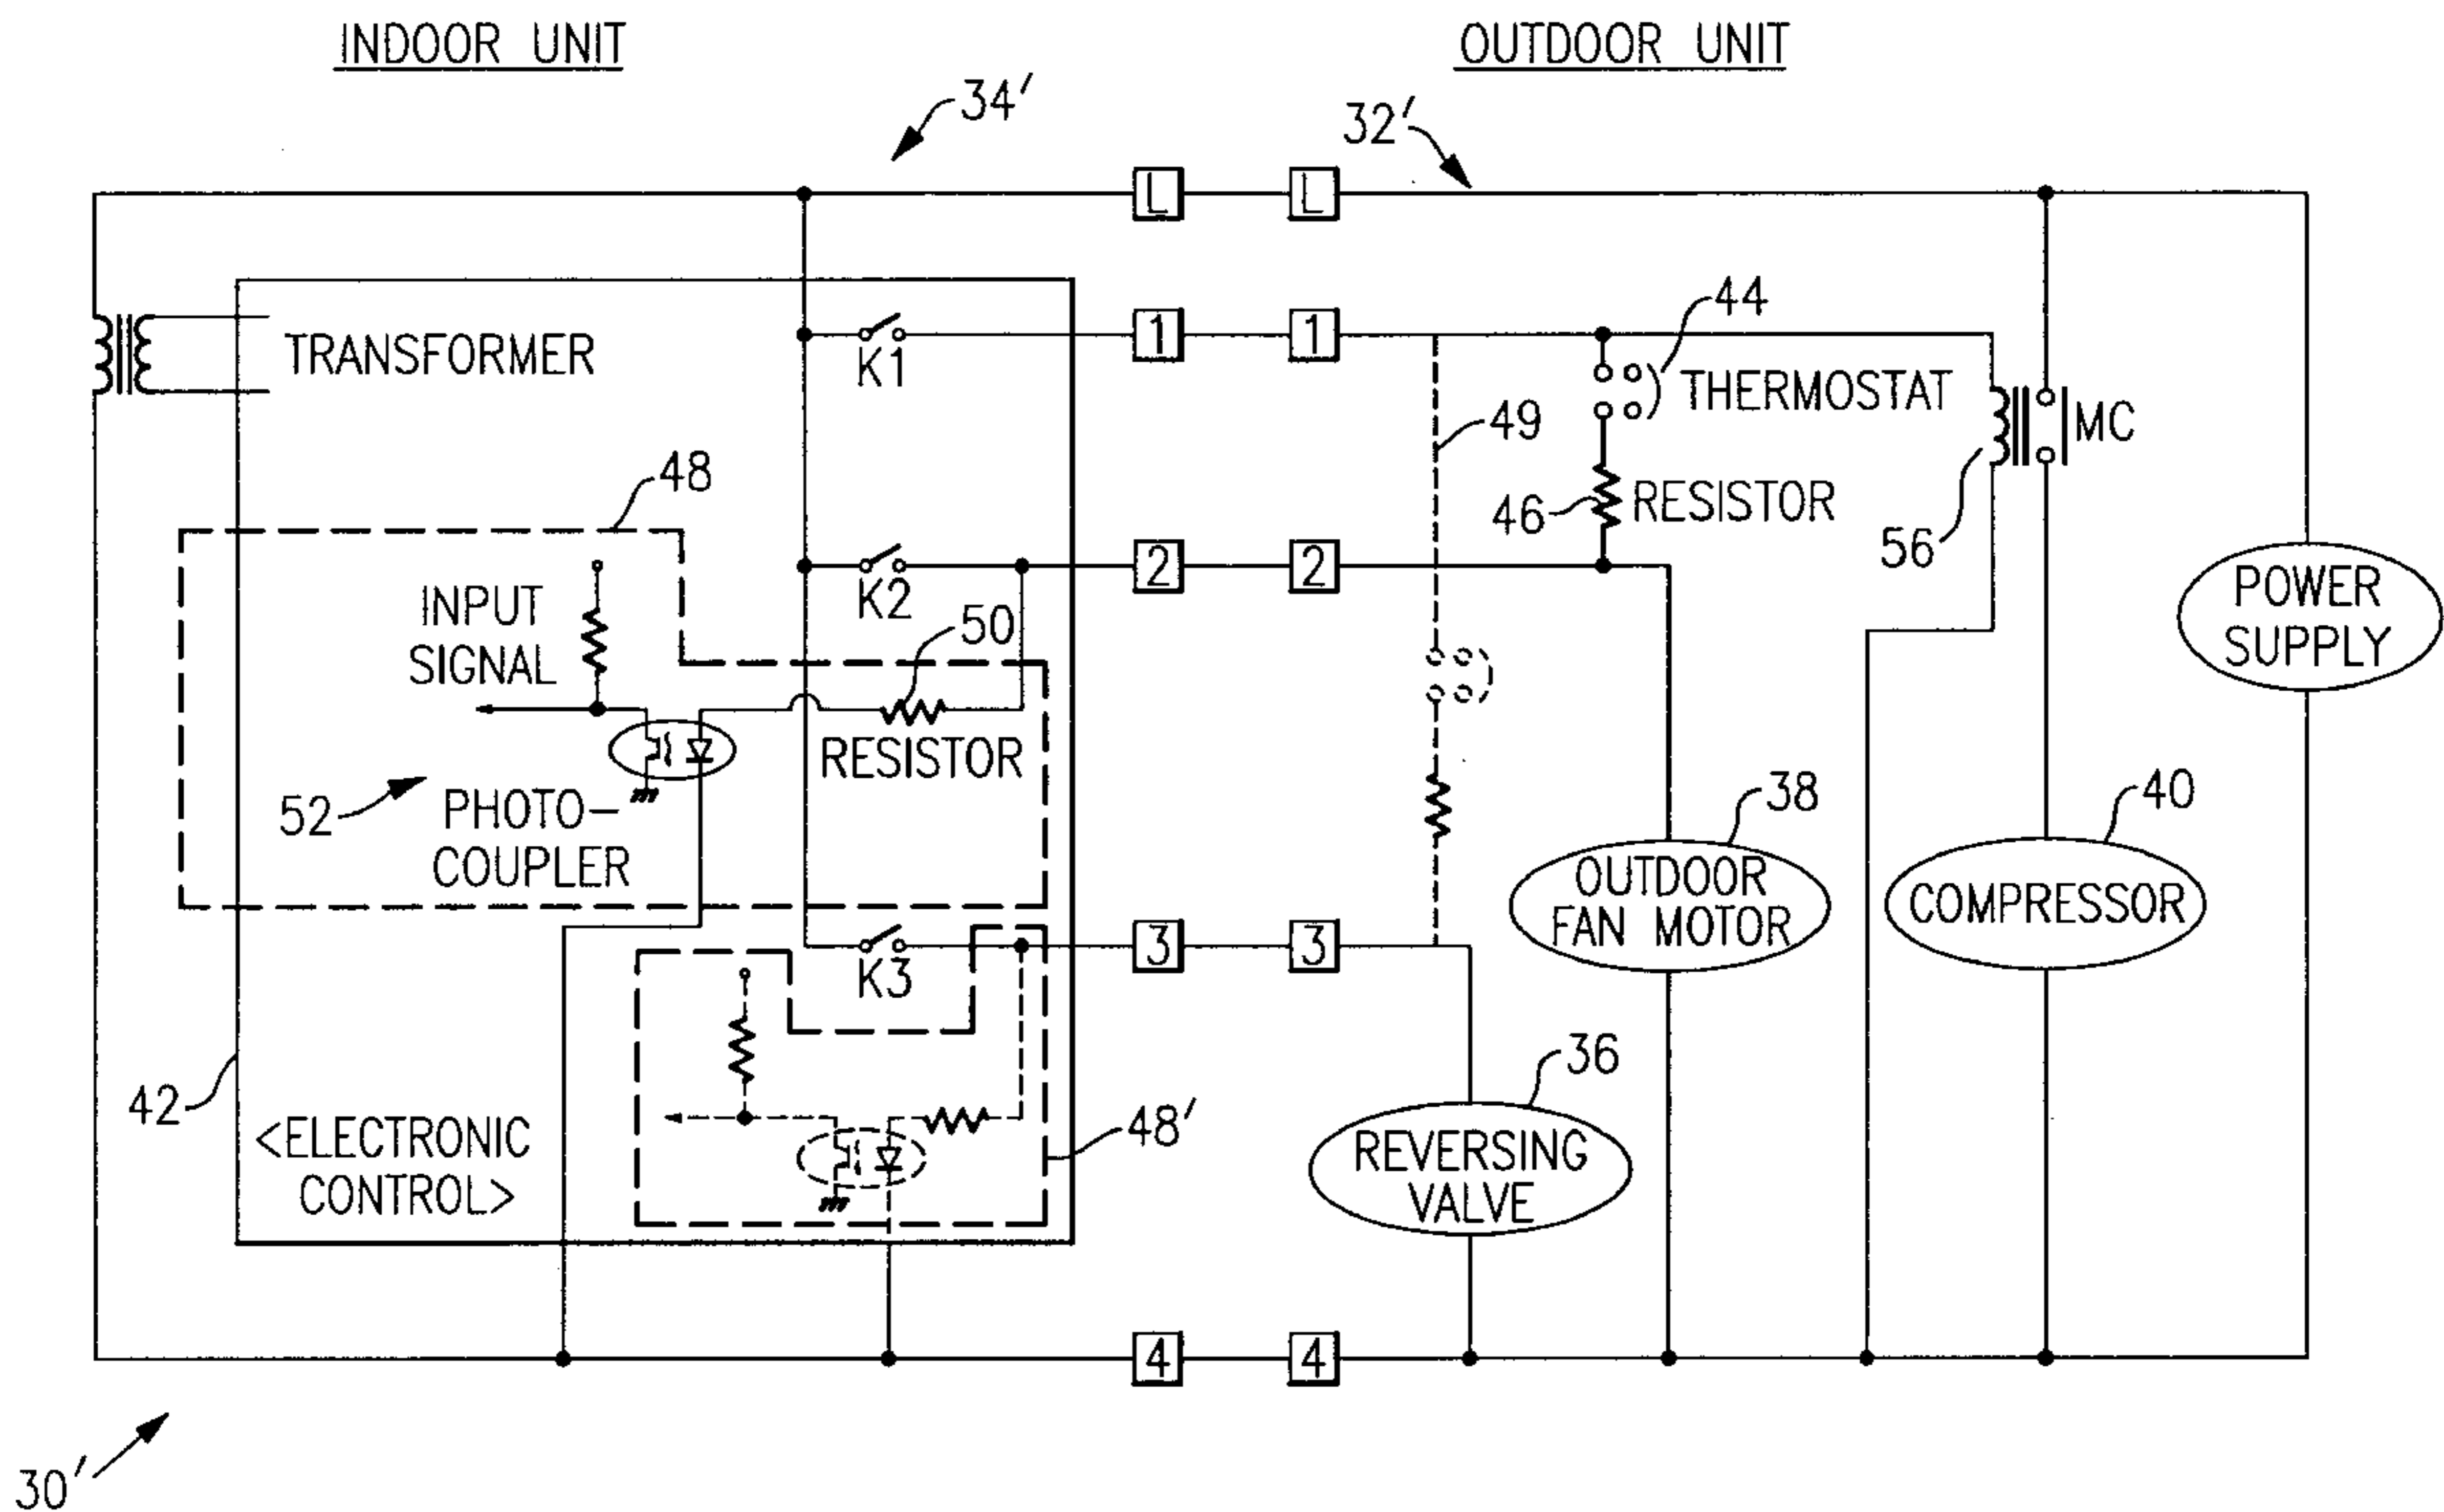 INDOOR UNIT
OUTDOOR UNIT
34'
32'
L
L
TRANSFORMER
K1
1
1
44
THERMOSTAT
MC
49
48
46
RESISTOR
56
K2
2
2
INPUT
SIGNAL
50
POWER
SUPPLY
RESISTOR
52
PHOTO-
COUPLER
38
40
OUTDOOR
FAN MOTOR
COMPRESSOR
K3
3
3
42
<ELECTRONIC
CONTROL>
48'
36
REVERSING
VALVE
4
4
30'